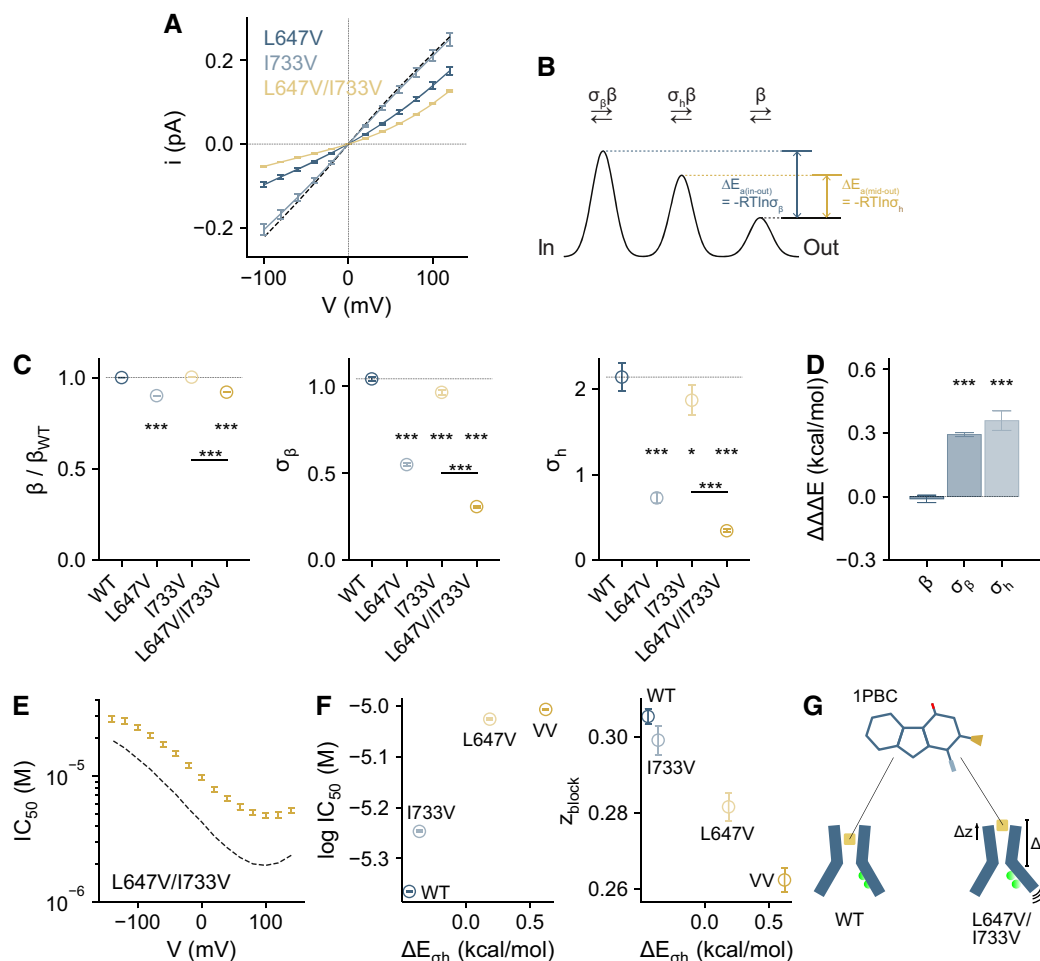 A
L647V
I733V
L647V/I733V
i (pA)
0.2
0.0
−0.2
−100
0
100
V (mV)
B
σββ
σhβ
β
ΔEa(in-out)
= -RTlnσβ
ΔEa(mid-out)
= -RTlnσh
In
Out
C
β / βWT
1.0
0.5
0.0
***
***
***
WT
L647V
I733V
L647V/I733V
σβ
1.0
0.5
0.0
***
***
***
***
WT
L647V
I733V
L647V/I733V
σh
2
1
0
***
*
***
***
WT
L647V
I733V
L647V/I733V
D
ΔΔΔE (kcal/mol)
0.3
0.0
−0.3
***
***
β
σβ
σh
E
IC50 (M)
10−5
10−6
L647V/I733V
0
100
V (mV)
F
log IC50 (M)
−5.0
−5.1
−5.2
−5.3
L647V
VV
I733V
WT
0.0
0.5
ΔEσh (kcal/mol)
zblock
0.30
0.28
0.26
WT
I733V
L647V
VV
0.0
0.5
ΔEσh (kcal/mol)
G
1PBC
Δz
WT
L647V/
I733V